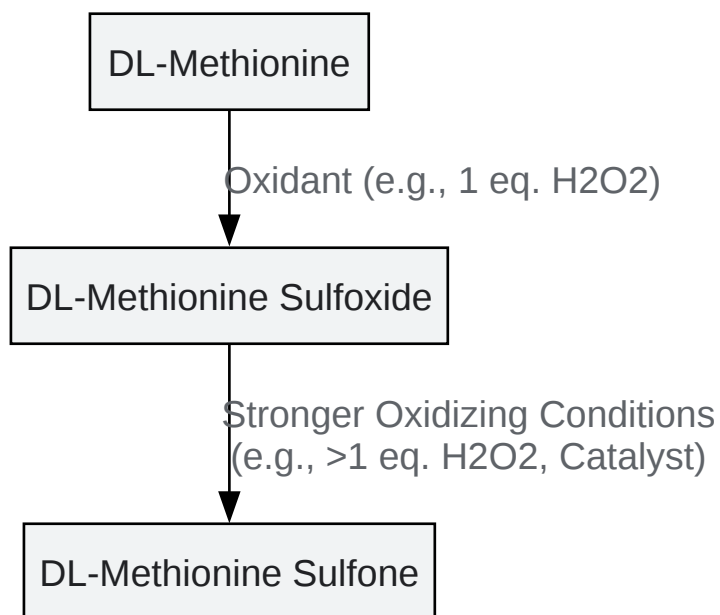 DL-Methionine
Oxidant (e.g., 1 eq. H2O2)
DL-Methionine Sulfoxide
Stronger Oxidizing Conditions
(e.g., >1 eq. H2O2, Catalyst)
DL-Methionine Sulfone